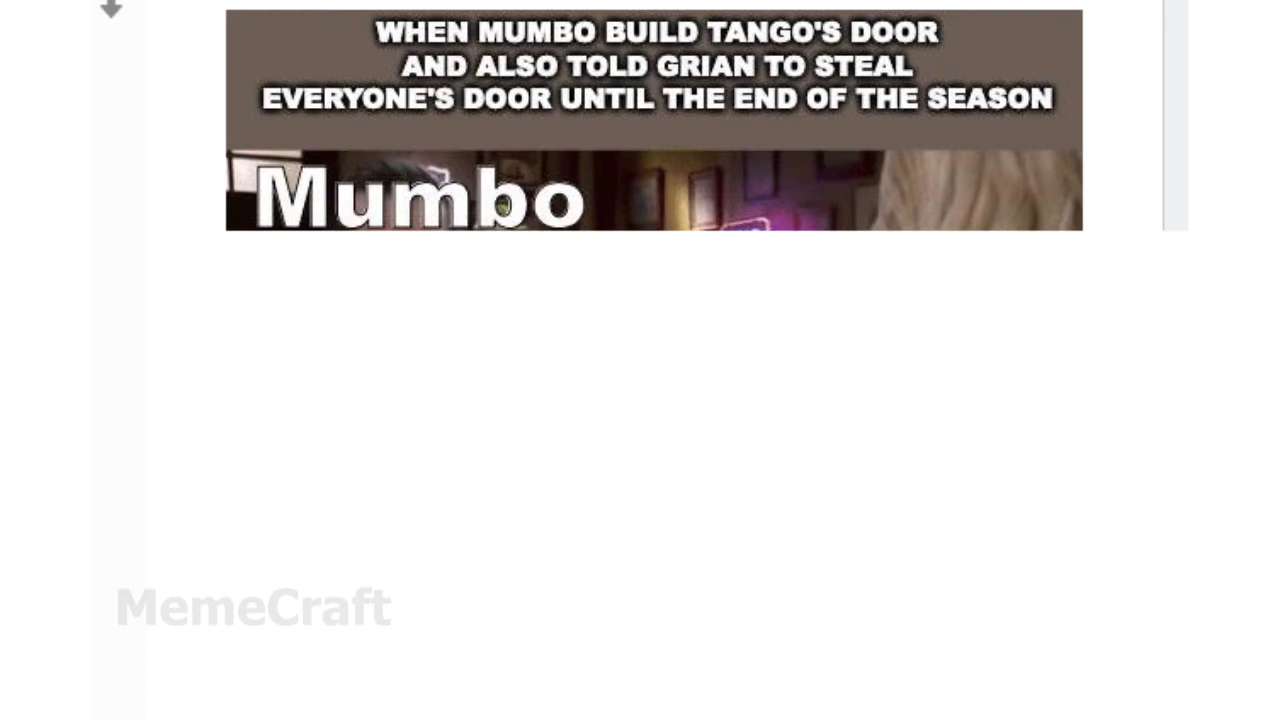 WHEN MUMBO BUILD TANGO'S DOOR
AND ALSO TOLD GRIAN TO STEAL
EVERYONE'S DOOR UNTIL THE END OF THE SEASON
Mumbo
MemeCraft